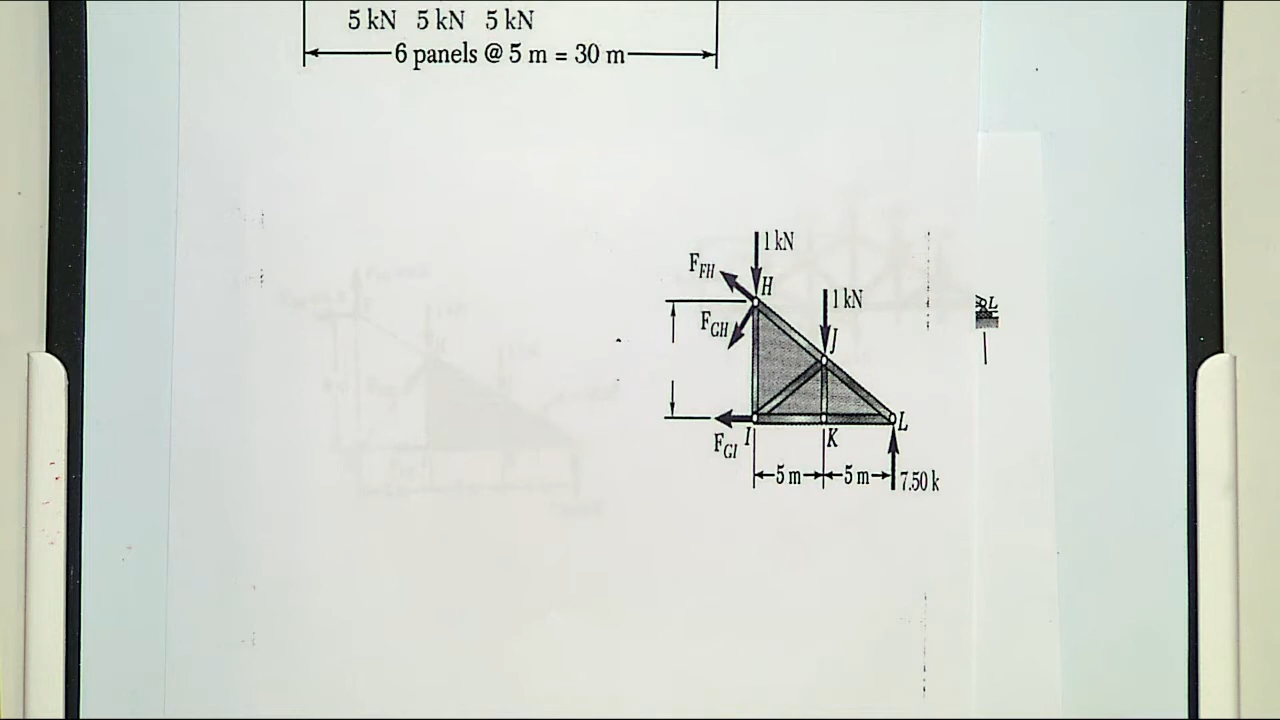 5 kN 5 kN 5 kN
6 panels @ 5 m = 30 m
1 kN
F_FH
H
1 kN
F_GH
J
L
F_GI
I
K
L
5 m
5 m
7.50 k